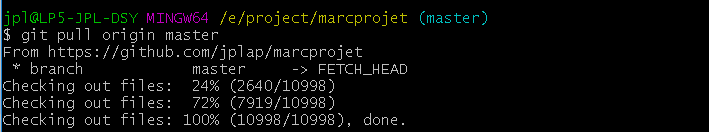 jpl@LP5-JPL-DSY MINGW64 /e/project/marcprojet (master)
$ git pull origin master
From https://github.com/jplap/marcprojet
 * branch            master     -> FETCH_HEAD
Checking out files:  24% (2640/10998)
Checking out files:  72% (7919/10998)
Checking out files: 100% (10998/10998), done.